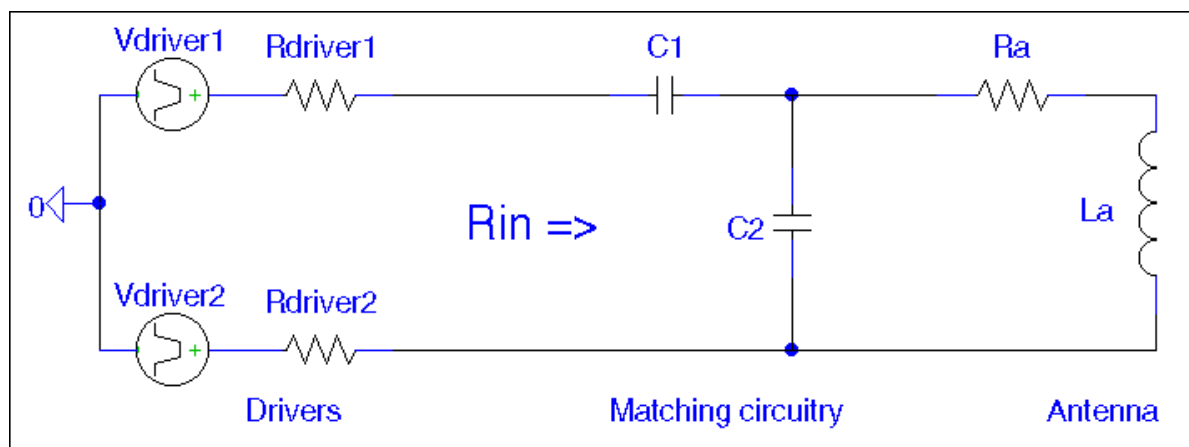 Vdriver1
Rdriver1
C1
Ra
+
0
Rin =>
C2
La
Vdriver2
Rdriver2
+
Drivers
Matching circuitry
Antenna